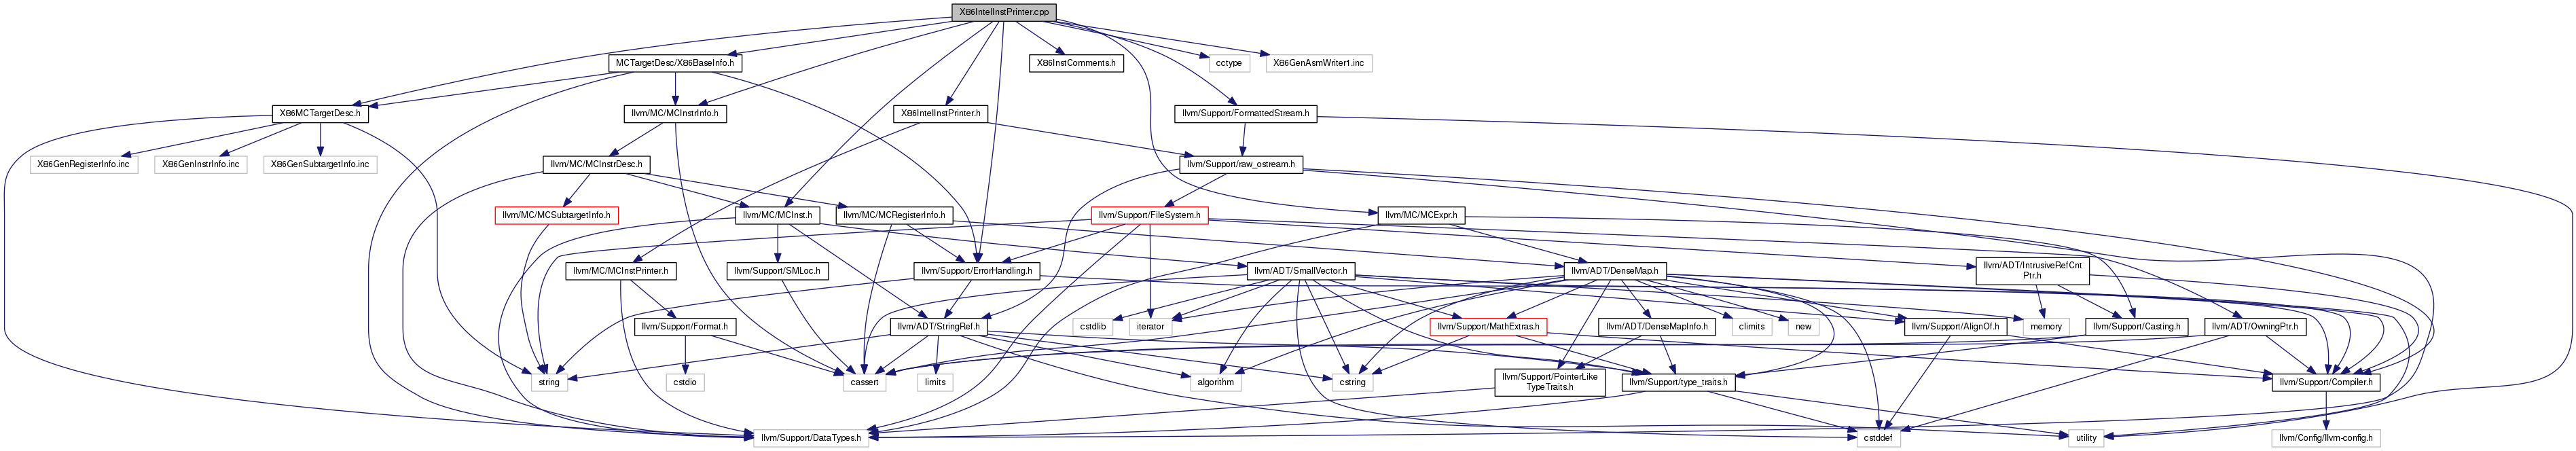 X86IntelInstPrinter.cpp
MCTargetDesc/X86BaseInfo.h
X86InstComments.h
cctype
X86GenAsmWriter1.inc
X86MCTargetDesc.h
llvm/MC/MCInstrInfo.h
X86IntelInstPrinter.h
llvm/Support/FormattedStream.h
X86GenRegisterInfo.inc
X86GenInstrInfo.inc
X86GenSubtargetInfo.inc
llvm/MC/MCInstrDesc.h
llvm/Support/raw_ostream.h
llvm/MC/MCSubtargetInfo.h
llvm/MC/MCInst.h
llvm/MC/MCRegisterInfo.h
llvm/Support/FileSystem.h
llvm/MC/MCExpr.h
llvm/MC/MCInstPrinter.h
llvm/Support/SMLoc.h
llvm/Support/ErrorHandling.h
llvm/ADT/SmallVector.h
llvm/ADT/DenseMap.h
llvm/ADT/IntrusiveRefCnt
Ptr.h
llvm/Support/Format.h
llvm/ADT/StringRef.h
cstdlib
iterator
llvm/Support/MathExtras.h
llvm/ADT/DenseMapInfo.h
climits
new
llvm/Support/AlignOf.h
memory
llvm/Support/Casting.h
llvm/ADT/OwningPtr.h
string
cstdio
cassert
limits
algorithm
cstring
llvm/Support/PointerLike
TypeTraits.h
llvm/Support/type_traits.h
llvm/Support/Compiler.h
llvm/Support/DataTypes.h
cstddef
utility
llvm/Config/llvm-config.h